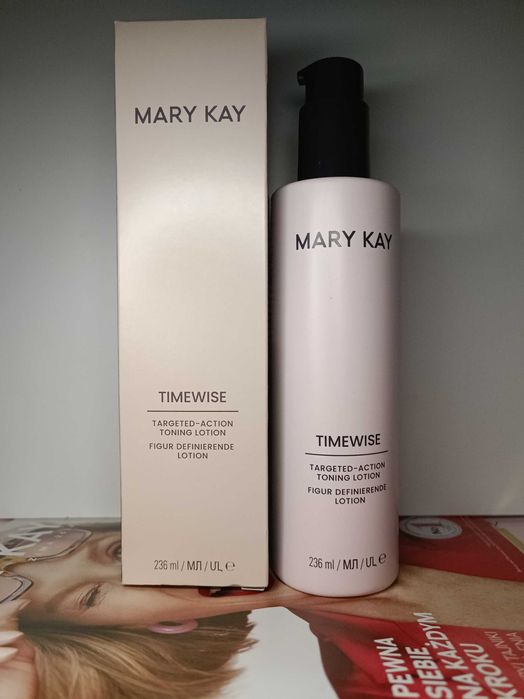 MARY KAY
TIMEWISE
TARGETED-ACTION
TONING LOTION
FIGUR DEFINIERENDE
LOTION
236 ml / МЛ / UL ℮
MARY KAY
TIMEWISE
TARGETED-ACTION
TONING LOTION
FIGUR DEFINIERENDE
LOTION
236 ml / МЛ / UL ℮
KAY
PEWNA
SIEBIE,
NA KAŻDYM
KROKU